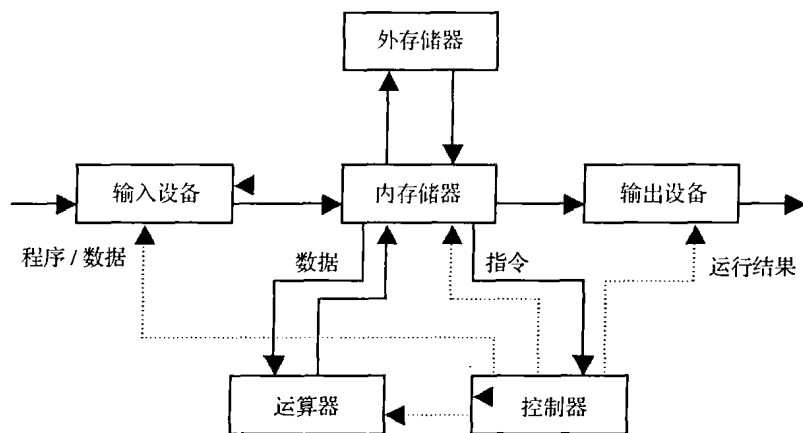 外存储器
输入设备
内存储器
输出设备
程序 / 数据
数据
指令
运行结果
运算器
控制器